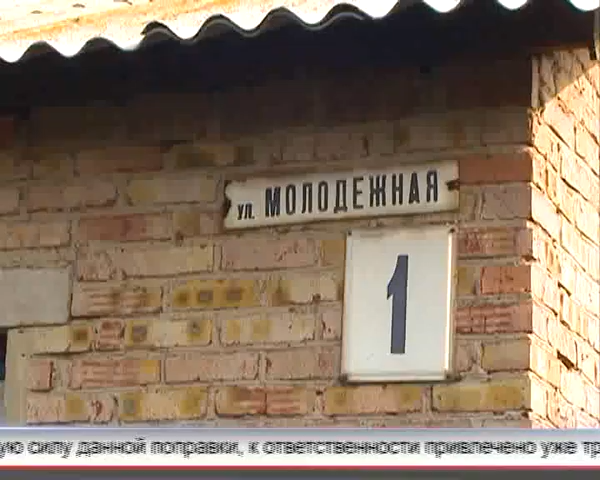 ул. МОЛОДЕЖНАЯ
1
силу данной поправки, к ответственности привлечено уже